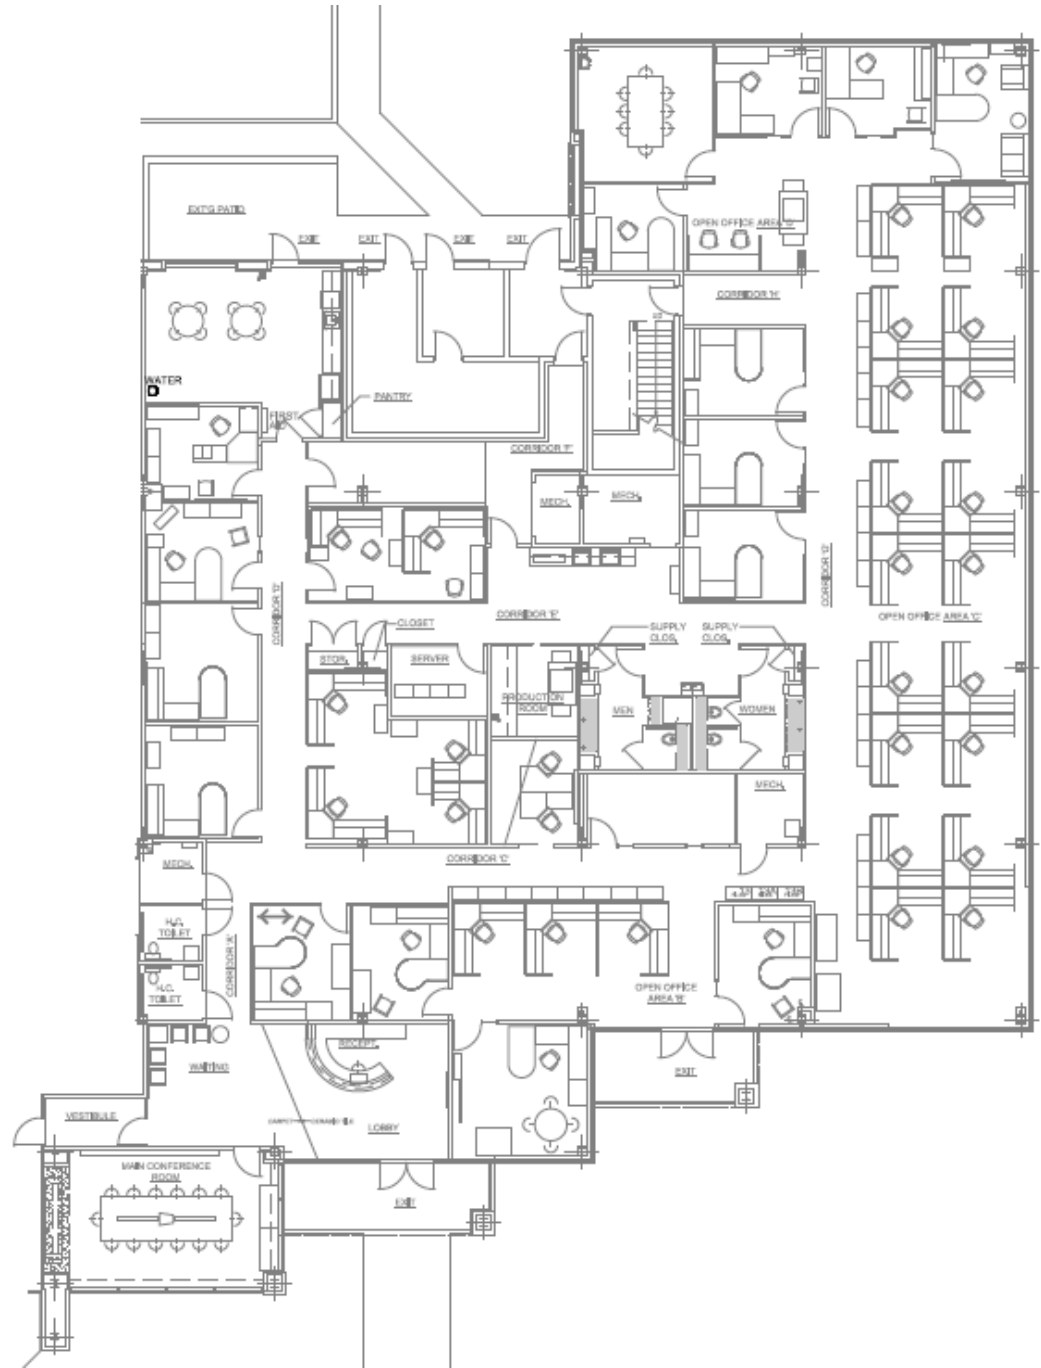 EXT'G PATIO
EXIT
EXIT
EXIT
EXIT
OPEN OFFICE AREA 'D'
CORRIDOR 'H'
WATER
PANTRY
FIRST
AID
CORRIDOR 'F'
MECH.
MECH.
CORRIDOR 'D'
CORRIDOR 'G'
CORRIDOR 'E'
OPEN OFFICE AREA 'C'
CLOSET
SUPPLY
CLOS.
SUPPLY
CLOS.
STOR.
SERVER
PRODUCTION
ROOM
MEN
WOMEN
MECH.
CORRIDOR 'C'
MECH.
H.C.
TOILET
CORRIDOR 'A'
H.C.
TOILET
OPEN OFFICE
AREA 'B'
RECEPT.
WAITING
EXIT
VESTIBULE
LOBBY
MAIN CONFERENCE
ROOM
EXIT